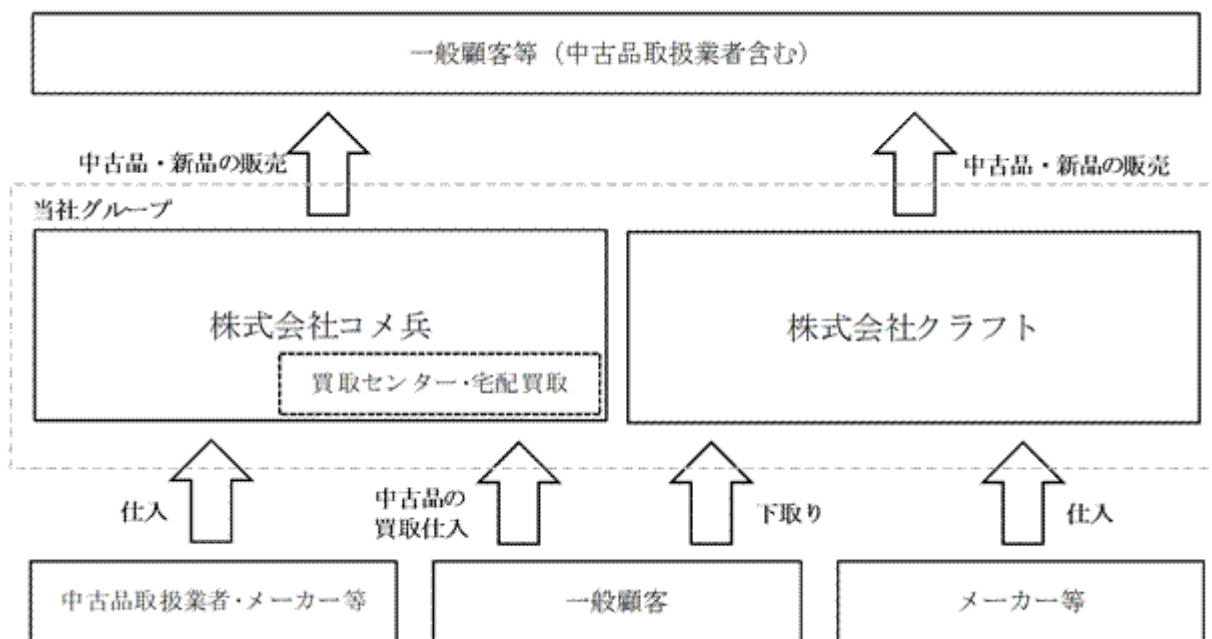 一般顧客等（中古品取扱業者含む）
中古品・新品の販売
中古品・新品の販売
当社グループ
株式会社コメ兵
株式会社クラフト
買取センター・宅配買取
仕入
中古品の
買取仕入
下取り
仕入
中古品取扱業者・メーカー等
一般顧客
メーカー等